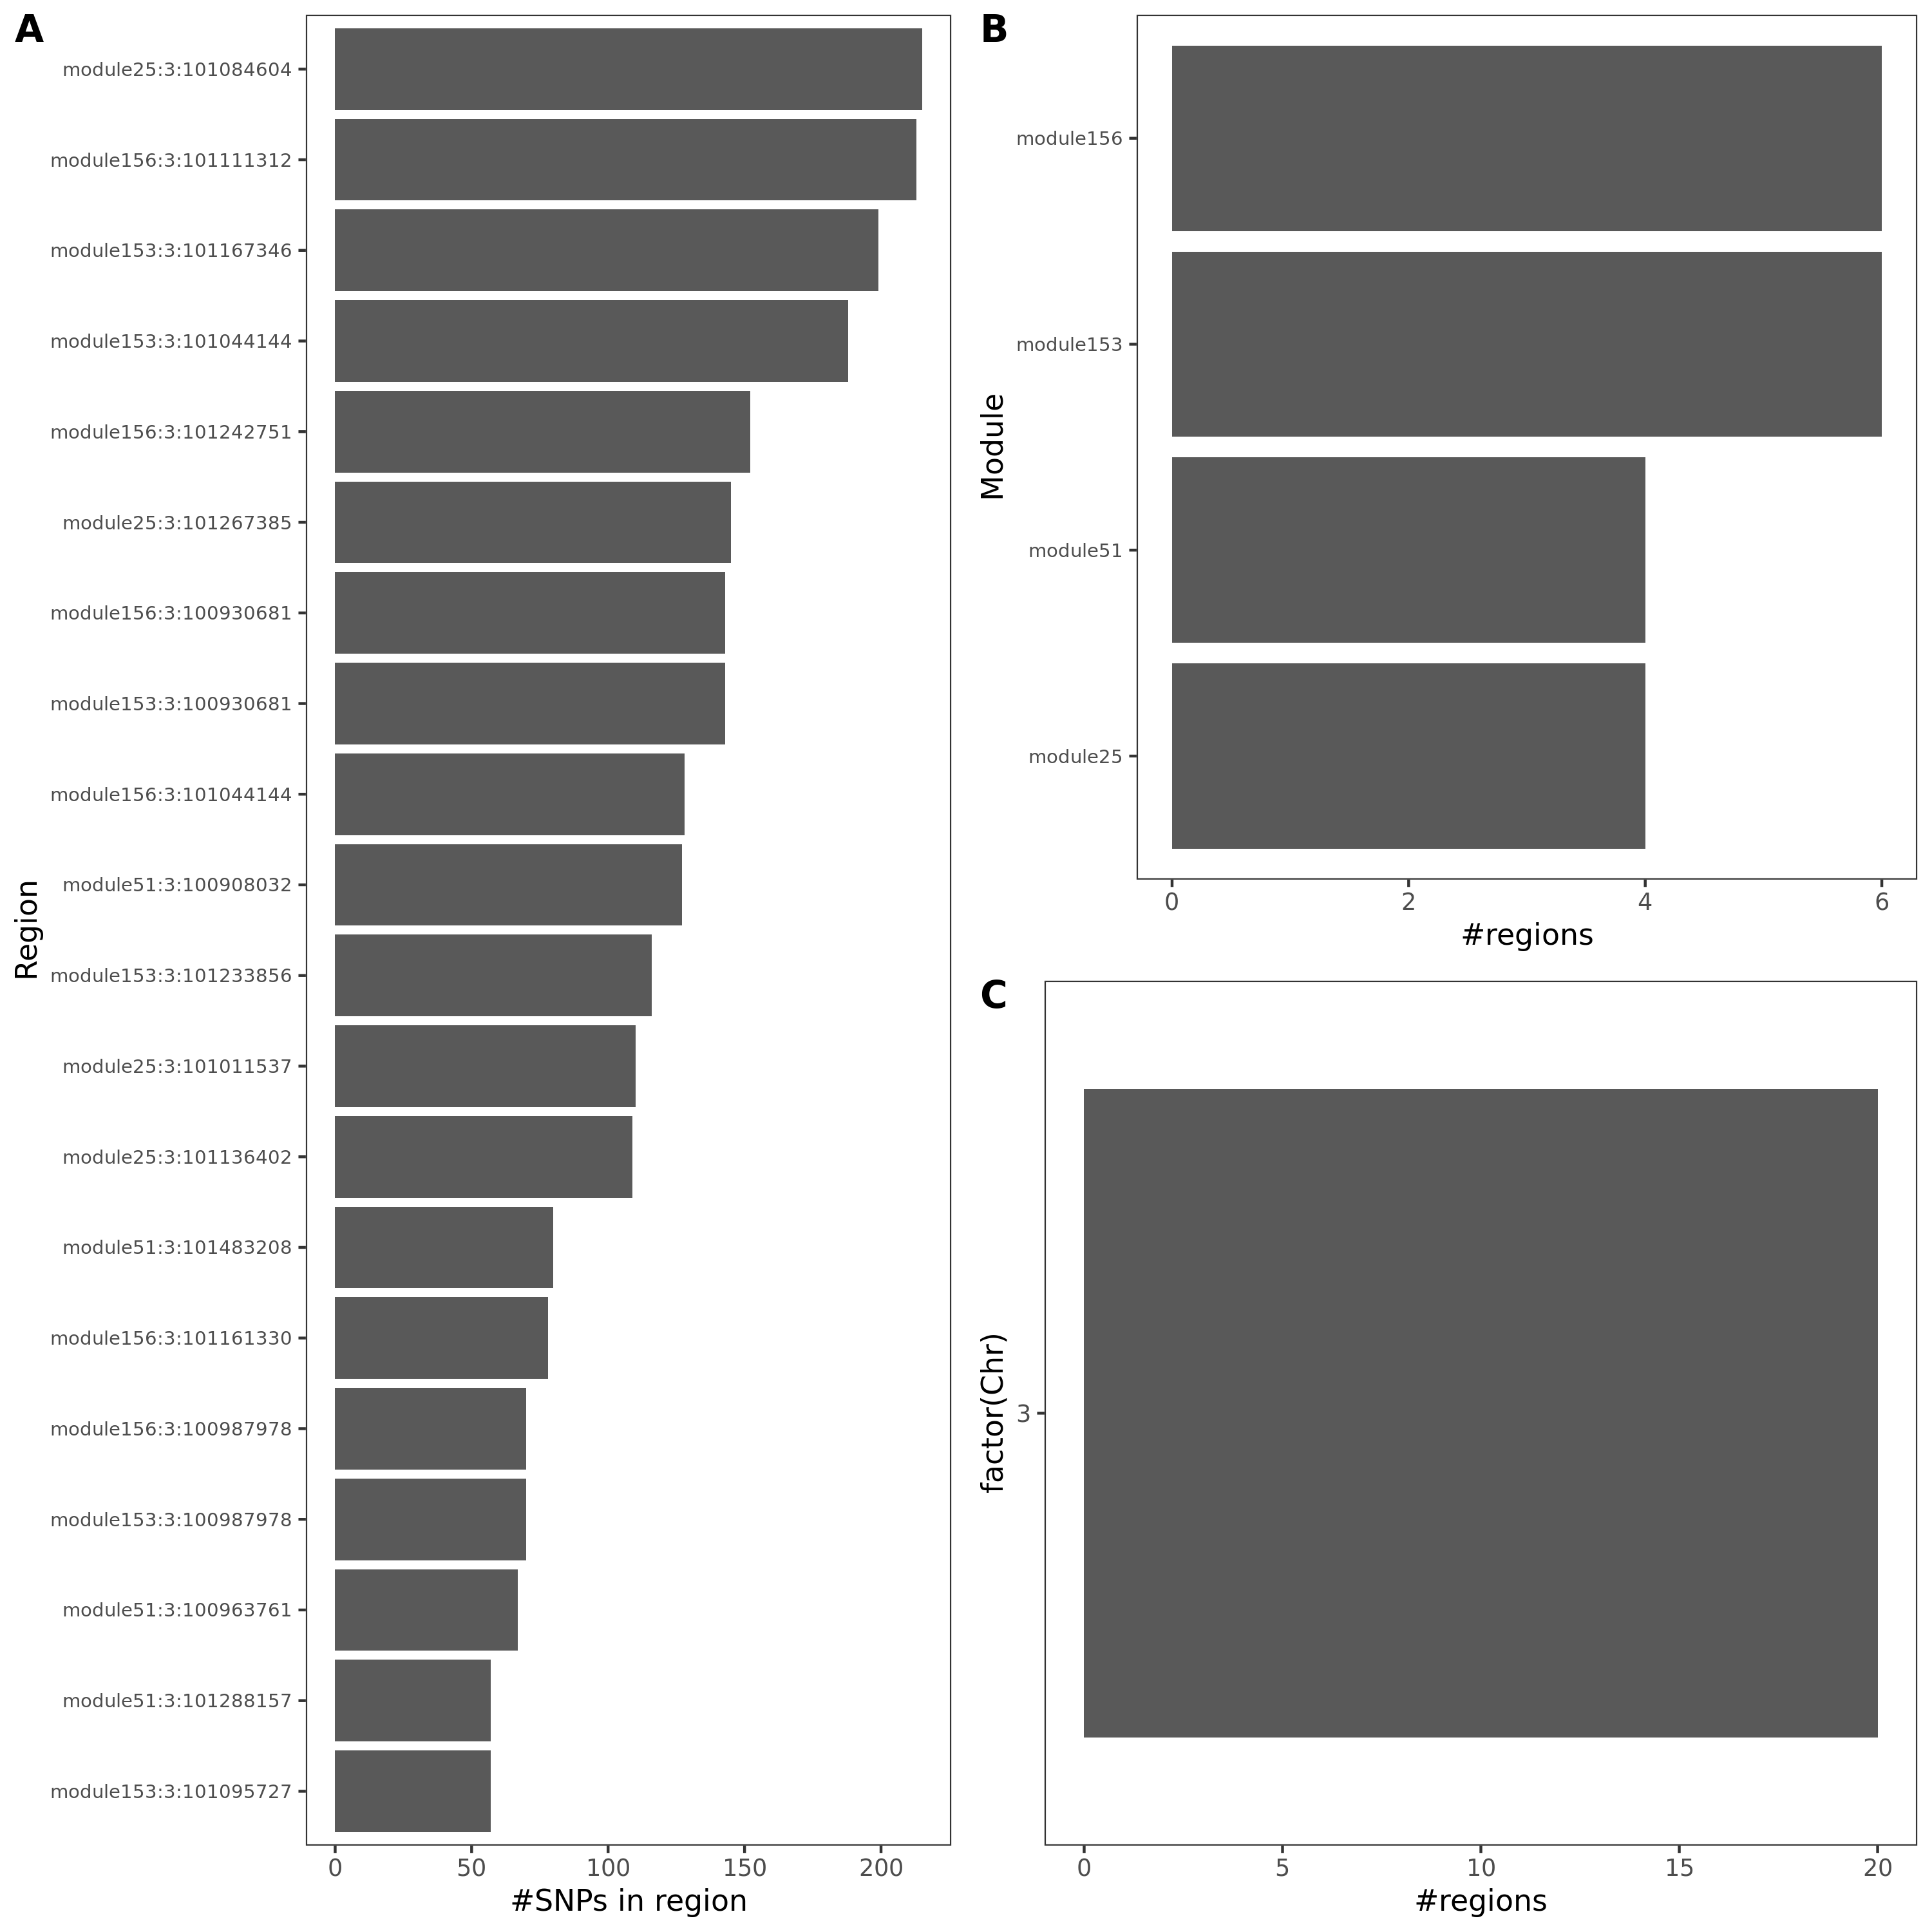 A
Region
module25:3:101084604
module156:3:101111312
module153:3:101167346
module153:3:101044144
module156:3:101242751
module25:3:101267385
module156:3:100930681
module153:3:100930681
module156:3:101044144
module51:3:100908032
module153:3:101233856
module25:3:101011537
module25:3:101136402
module51:3:101483208
module156:3:101161330
module156:3:100987978
module153:3:100987978
module51:3:100963761
module51:3:101288157
module153:3:101095727
0 50 100 150 200
#SNPs in region
B
Module
module156
module153
module51
module25
0 2 4 6
#regions
C
factor(Chr)
3
0 5 10 15 20
#regions